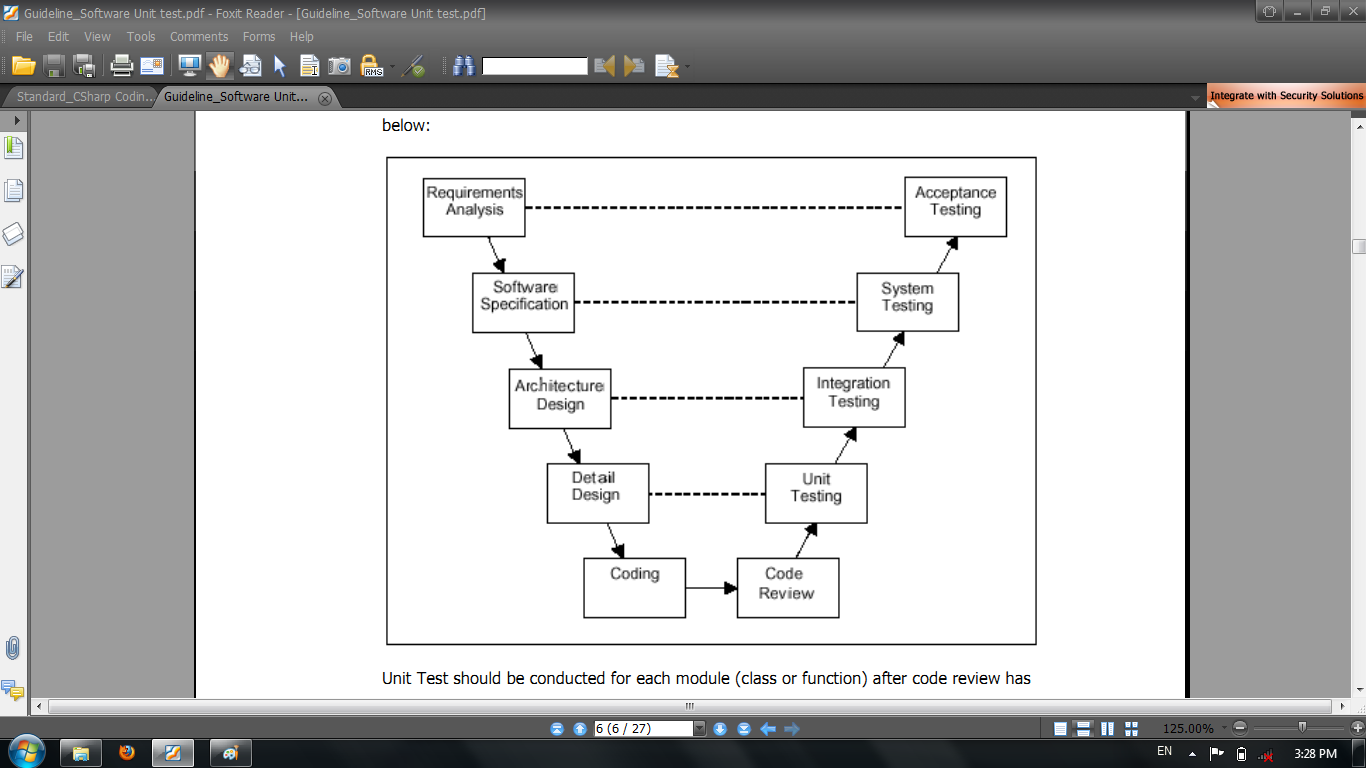 Guideline_Software Unit test.pdf - Foxit Reader - [Guideline_Software Unit test.pdf]
File Edit View Tools Comments Forms Help
RMS
Standard_CSharp Codin... Guideline_Software Unit... Integrate with Security Solutions
below:
Requirements
Analysis
Acceptance
Testing
Software
Specification
System
Testing
Architecture
Design
Integration
Testing
Detail
Design
Unit
Testing
Coding
Code
Review
Unit Test should be conducted for each module (class or function) after code review has
6 (6 / 27) 125.00%
EN 3:28 PM